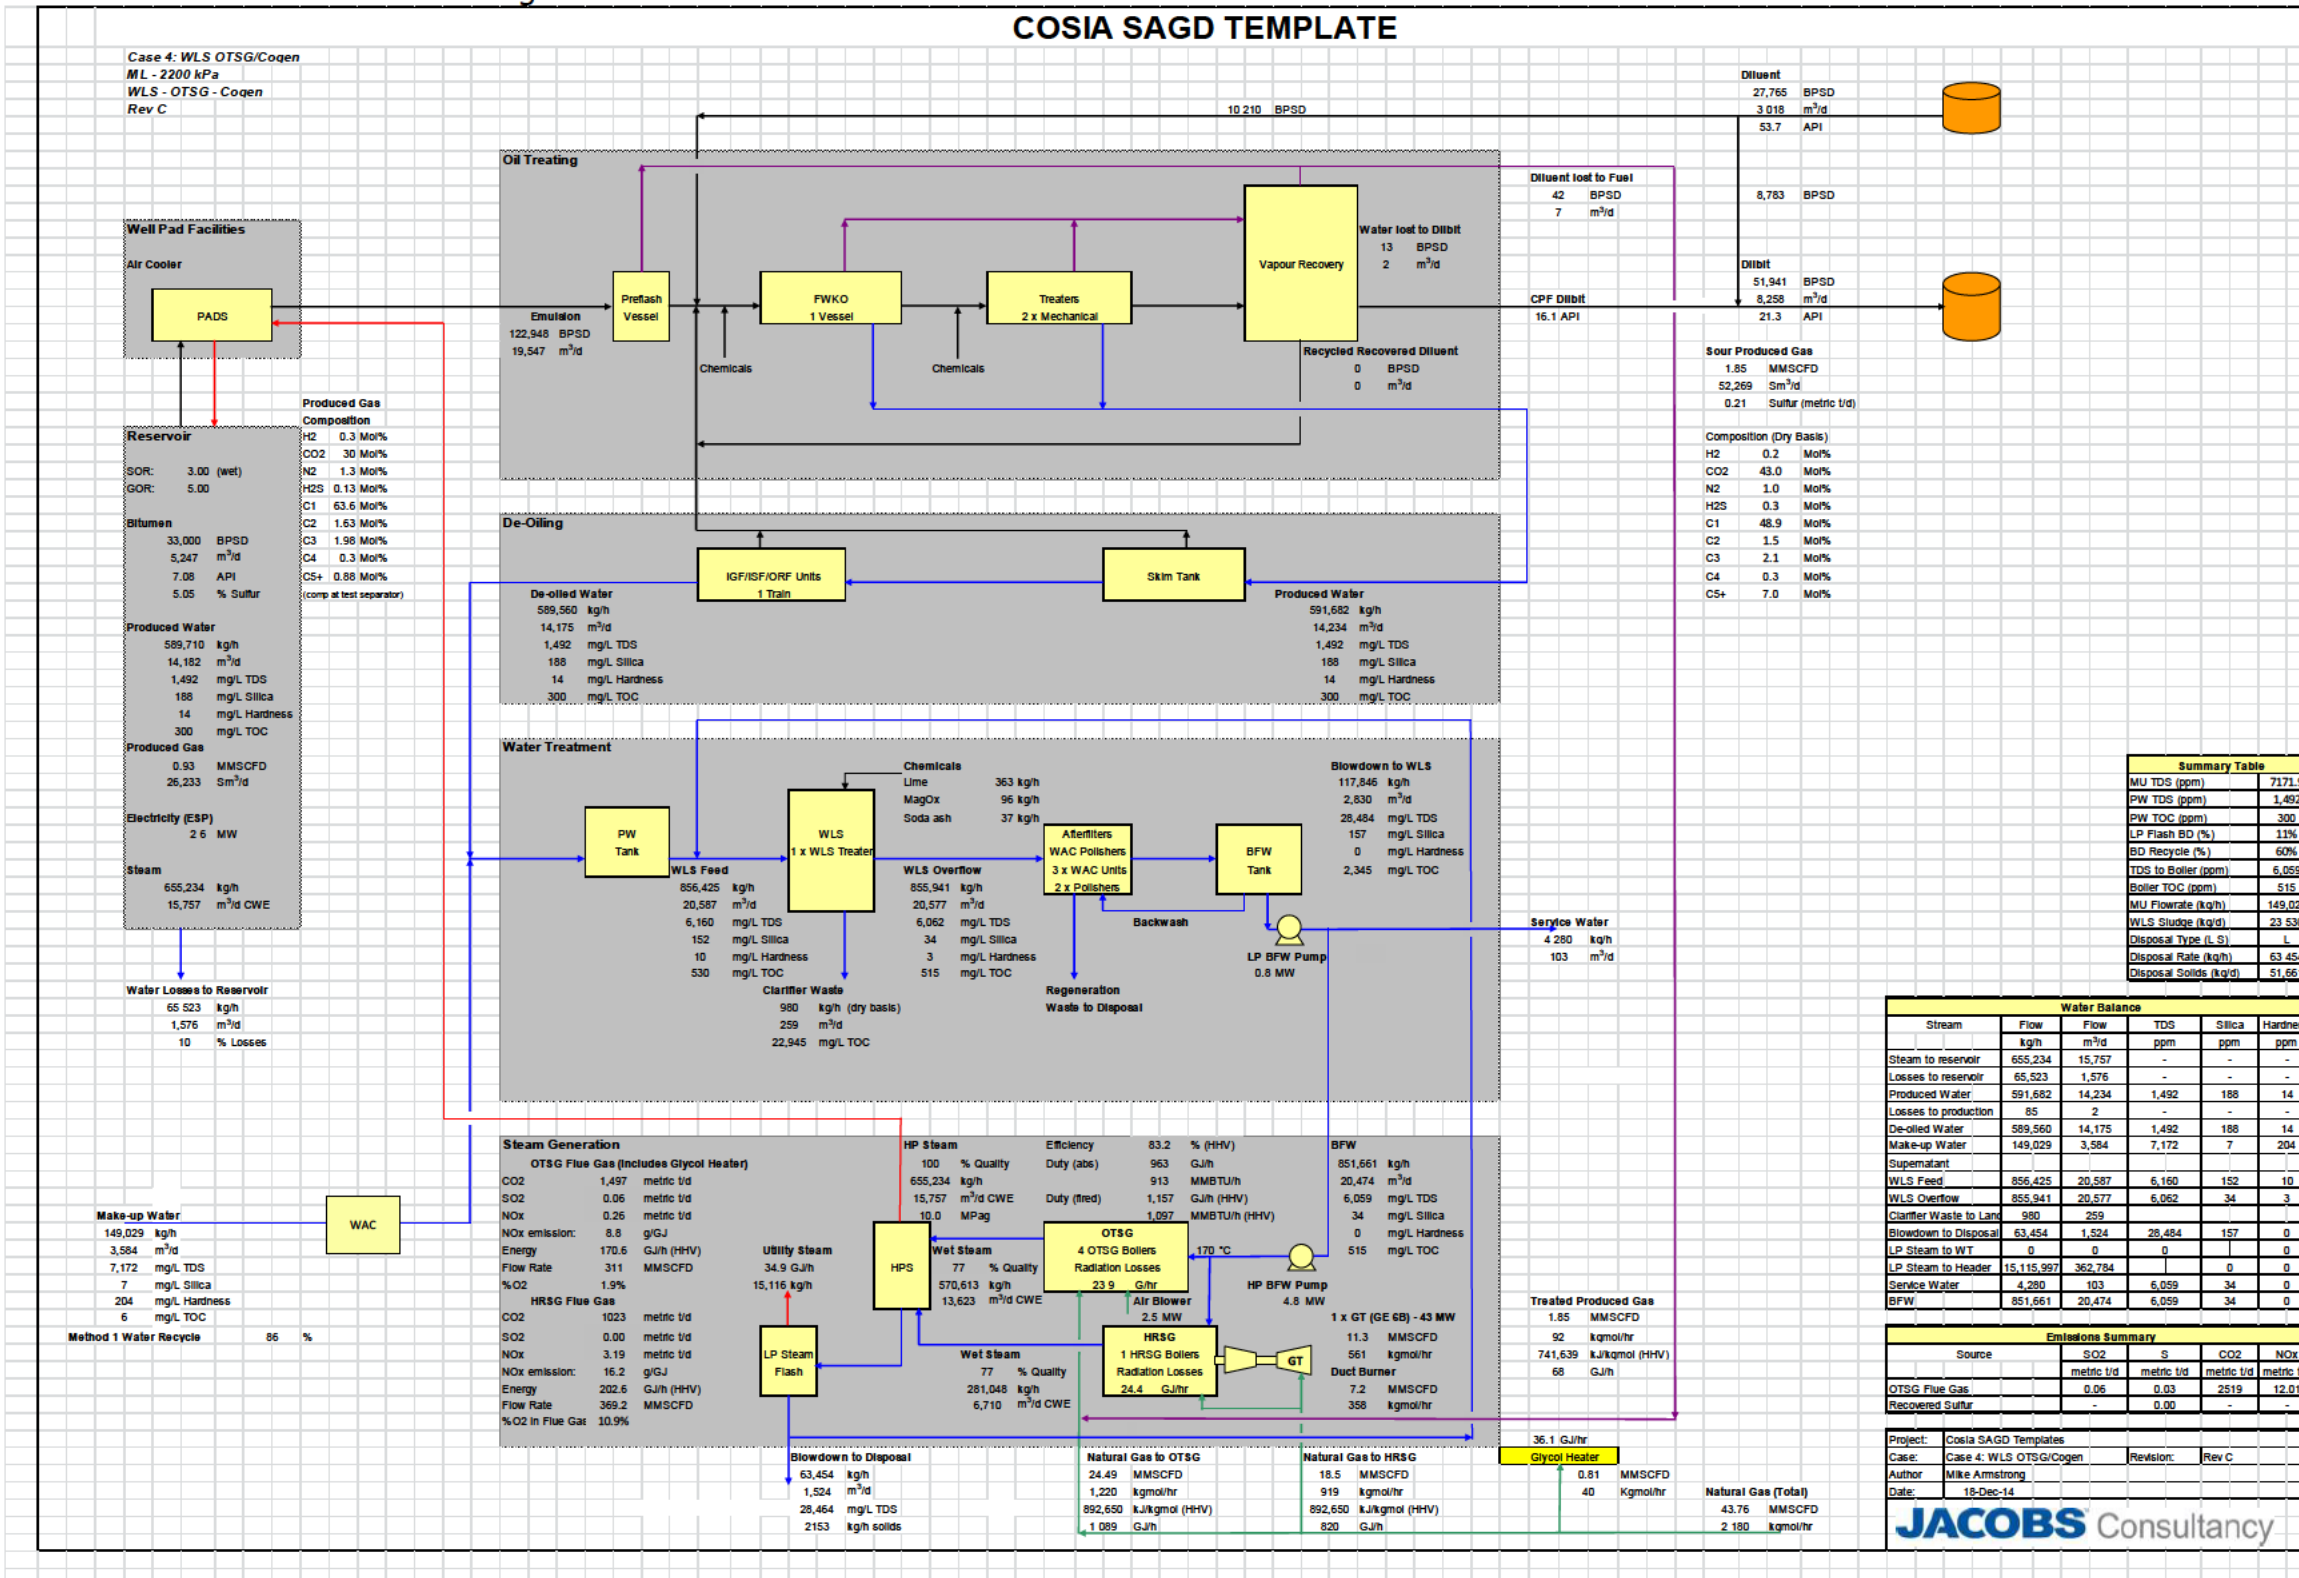 COSIA SAGD TEMPLATE
Case 4: WLS OTSG/Cogen
ML - 2200 kPa
WLS - OTSG - Cogen
Rev C
10 210 BPSD
Diluent
27,765 BPSD
3 018 m³/d
53.7 API
Oil Treating
Diluent lost to Fuel
42 BPSD
7 m³/d
8,783 BPSD
Well Pad Facilities
Air Cooler
PADS
Preflash Vessel
FWKO
1 Vessel
Treaters
2 x Mechanical
Vapour Recovery
Water lost to Dilbit
13 BPSD
2 m³/d
Emulsion
122,948 BPSD
19,547 m³/d
Chemicals
Chemicals
CPF Dilbit
16.1 API
Dilbit
51,941 BPSD
8,258 m³/d
21.3 API
Recycled Recovered Diluent
0 BPSD
0 m³/d
Sour Produced Gas
1.85 MMSCFD
52,269 Sm³/d
0.21 Sulfur (metric t/d)
Composition (Dry Basis)
H2 0.2 Mol%
CO2 43.0 Mol%
N2 1.0 Mol%
H2S 0.3 Mol%
C1 48.9 Mol%
C2 1.5 Mol%
C3 2.1 Mol%
C4 0.3 Mol%
C5+ 7.0 Mol%
Produced Gas
Composition
H2 0.3 Mol%
CO2 30 Mol%
N2 1.3 Mol%
H2S 0.13 Mol%
C1 63.6 Mol%
C2 1.63 Mol%
C3 1.98 Mol%
C4 0.3 Mol%
C5+ 0.88 Mol%
(comp at test separator)
Reservoir
SOR: 3.00 (wet)
GOR: 5.00
Bitumen
33,000 BPSD
5,247 m³/d
7.08 API
5.05 % Sulfur
Produced Water
589,710 kg/h
14,182 m³/d
1,492 mg/L TDS
188 mg/L Silica
14 mg/L Hardness
300 mg/L TOC
Produced Gas
0.93 MMSCFD
26,233 Sm³/d
Electricity (ESP)
2 6 MW
Steam
655,234 kg/h
15,757 m³/d CWE
Water Losses to Reservoir
65 523 kg/h
1,576 m³/d
10 % Losses
De-Oiling
IGF/ISF/ORF Units
1 Train
Skim Tank
De-oiled Water
589,560 kg/h
14,175 m³/d
1,492 mg/L TDS
188 mg/L Silica
14 mg/L Hardness
300 mg/L TOC
Produced Water
591,682 kg/h
14,234 m³/d
1,492 mg/L TDS
188 mg/L Silica
14 mg/L Hardness
300 mg/L TOC
Water Treatment
PW
Tank
Chemicals
Lime 363 kg/h
MagOx 96 kg/h
Soda ash 37 kg/h
WLS
1 x WLS Treater
Afterfilters
WAC Polishers
3 x WAC Units
2 x Polishers
BFW
Tank
Blowdown to WLS
117,846 kg/h
2,830 m³/d
28,484 mg/L TDS
157 mg/L Silica
0 mg/L Hardness
2,345 mg/L TOC
WLS Feed
856,425 kg/h
20,587 m³/d
6,160 mg/L TDS
152 mg/L Silica
10 mg/L Hardness
530 mg/L TOC
WLS Overflow
855,941 kg/h
20,577 m³/d
6,062 mg/L TDS
34 mg/L Silica
3 mg/L Hardness
515 mg/L TOC
Backwash
LP BFW Pump
0.8 MW
Service Water
4 280 kg/h
103 m³/d
Clarifier Waste
980 kg/h (dry basis)
259 m³/d
22,945 mg/L TOC
Regeneration
Waste to Disposal
Steam Generation
OTSG Flue Gas (Includes Glycol Heater)
CO2 1,497 metric t/d
SO2 0.06 metric t/d
NOx 0.26 metric t/d
NOx emission: 8.8 g/GJ
Energy 170.6 GJ/h (HHV)
Flow Rate 311 MMSCFD
%O2 1.9%
HRSG Flue Gas
CO2 1023 metric t/d
SO2 0.00 metric t/d
NOx 3.19 metric t/d
NOx emission: 16.2 g/GJ
Energy 202.6 GJ/h (HHV)
Flow Rate 369.2 MMSCFD
%O2 in Flue Gas 10.9%
Utility Steam
34.9 GJ/h
15,116 kg/h
LP Steam
Flash
HP Steam
100 % Quality
655,234 kg/h
15,757 m³/d CWE
10.0 MPag
HPS
Efficiency 83.2 % (HHV)
Duty (abs) 963 GJ/h
913 MMBTU/h
Duty (fired) 1,157 GJ/h (HHV)
1,097 MMBTU/h (HHV)
Wet Steam
77 % Quality
570,613 kg/h
13,623 m³/d CWE
OTSG
4 OTSG Boilers
Radiation Losses
23 9 G/hr
170 °C
Air Blower
2.5 MW
HRSG
1 HRSG Boilers
Radiation Losses
24.4 GJ/hr
Wet Steam
77 % Quality
281,048 kg/h
6,710 m³/d CWE
GT
BFW
851,661 kg/h
20,474 m³/d
6,059 mg/L TDS
34 mg/L Silica
0 mg/L Hardness
515 mg/L TOC
HP BFW Pump
4.8 MW
1 x GT (GE 6B) - 43 MW
11.3 MMSCFD
561 kgmol/hr
Duct Burner
7.2 MMSCFD
358 kgmol/hr
Make-up Water
149,029 kg/h
3,584 m³/d
7,172 mg/L TDS
7 mg/L Silica
204 mg/L Hardness
6 mg/L TOC
Method 1 Water Recycle 86 %
WAC
Treated Produced Gas
1.85 MMSCFD
92 kgmol/hr
741,639 kJ/kgmol (HHV)
68 GJ/h
Blowdown to Disposal
63,454 kg/h
1,524 m³/d
28,464 mg/L TDS
2153 kg/h solids
Natural Gas to OTSG
24.49 MMSCFD
1,220 kgmol/hr
892,650 kJ/kgmol (HHV)
1 089 GJ/h
Natural Gas to HRSG
18.5 MMSCFD
919 kgmol/hr
892,650 kJ/kgmol (HHV)
820 GJ/h
36.1 GJ/hr
Glycol Heater
0.81 MMSCFD
40 Kgmol/hr
Natural Gas (Total)
43.76 MMSCFD
2 180 kgmol/hr
Summary Table
MU TDS (ppm) 7171.
PW TDS (ppm) 1,492
PW TOC (ppm) 300
LP Flash BD (%) 11%
BD Recycle (%) 60%
TDS to Boiler (ppm) 6,059
Boiler TOC (ppm) 515
MU Flowrate (kg/h) 149,02
WLS Sludge (kg/d) 23 53
Disposal Type (L S) L
Disposal Rate (kg/h) 63 454
Disposal Solids (kg/d) 51,66
Water Balance
Stream Flow Flow TDS Silica Hardne
kg/h m³/d ppm ppm ppm
Steam to reservoir 655,234 15,757 - - -
Losses to reservoir 65,523 1,576 - - -
Produced Water 591,682 14,234 1,492 188 14
Losses to production 85 2 - - -
De-oiled Water 589,560 14,175 1,492 188 14
Make-up Water 149,029 3,584 7,172 7 204
Supernatant
WLS Feed 856,425 20,587 6,160 152 10
WLS Overflow 855,941 20,577 6,062 34 3
Clarifier Waste to Land 980 259
Blowdown to Disposal 63,454 1,524 28,484 157 0
LP Steam to WT 0 0 0 0
LP Steam to Header 15,115,997 362,784 0 0
Service Water 4,280 103 6,059 34 0
BFW 851,661 20,474 6,059 34 0
Emissions Summary
Source SO2 S CO2 NOx
metric t/d metric t/d metric t/d metric
OTSG Flue Gas 0.06 0.03 2519 12.01
Recovered Sulfur - 0.00 - -
Project: Cosia SAGD Templates
Case: Case 4: WLS OTSG/Cogen Revision: Rev C
Author Mike Armstrong
Date: 18-Dec-14
JACOBS Consultancy